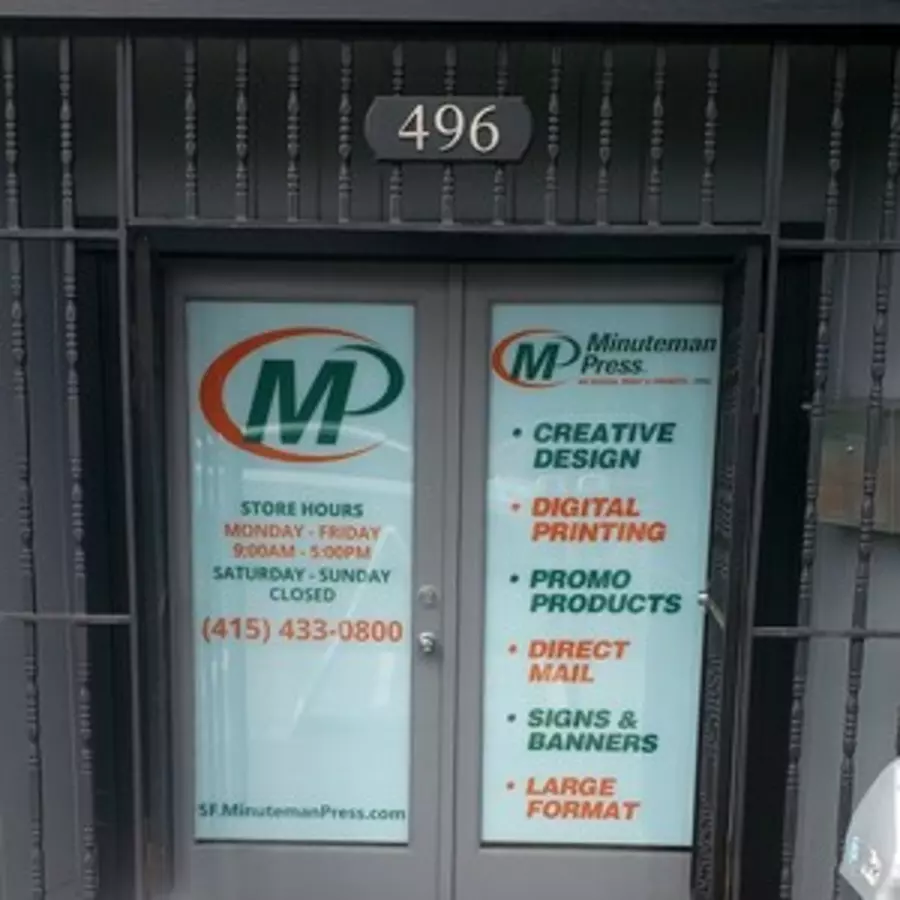 496
MP
STORE HOURS
MONDAY - FRIDAY
9:00AM - 5:00PM
SATURDAY - SUNDAY
CLOSED
(415) 433-0800
SF.MinutemanPress.com
MP Minuteman
Press
• CREATIVE
DESIGN
• DIGITAL
PRINTING
• PROMO
PRODUCTS
• DIRECT
MAIL
• SIGNS &
BANNERS
• LARGE
FORMAT